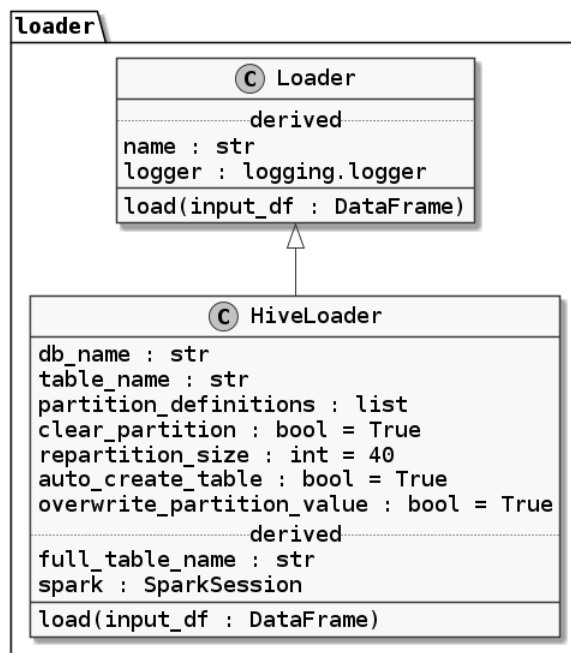 loader
C Loader
derived
name : str
logger : logging.logger
load(input_df : DataFrame)
C HiveLoader
db_name : str
table_name : str
partition_definitions : list
clear_partition : bool = True
repartition_size : int = 40
auto_create_table : bool = True
overwrite_partition_value : bool = True
derived
full_table_name : str
spark : SparkSession
load(input_df : DataFrame)